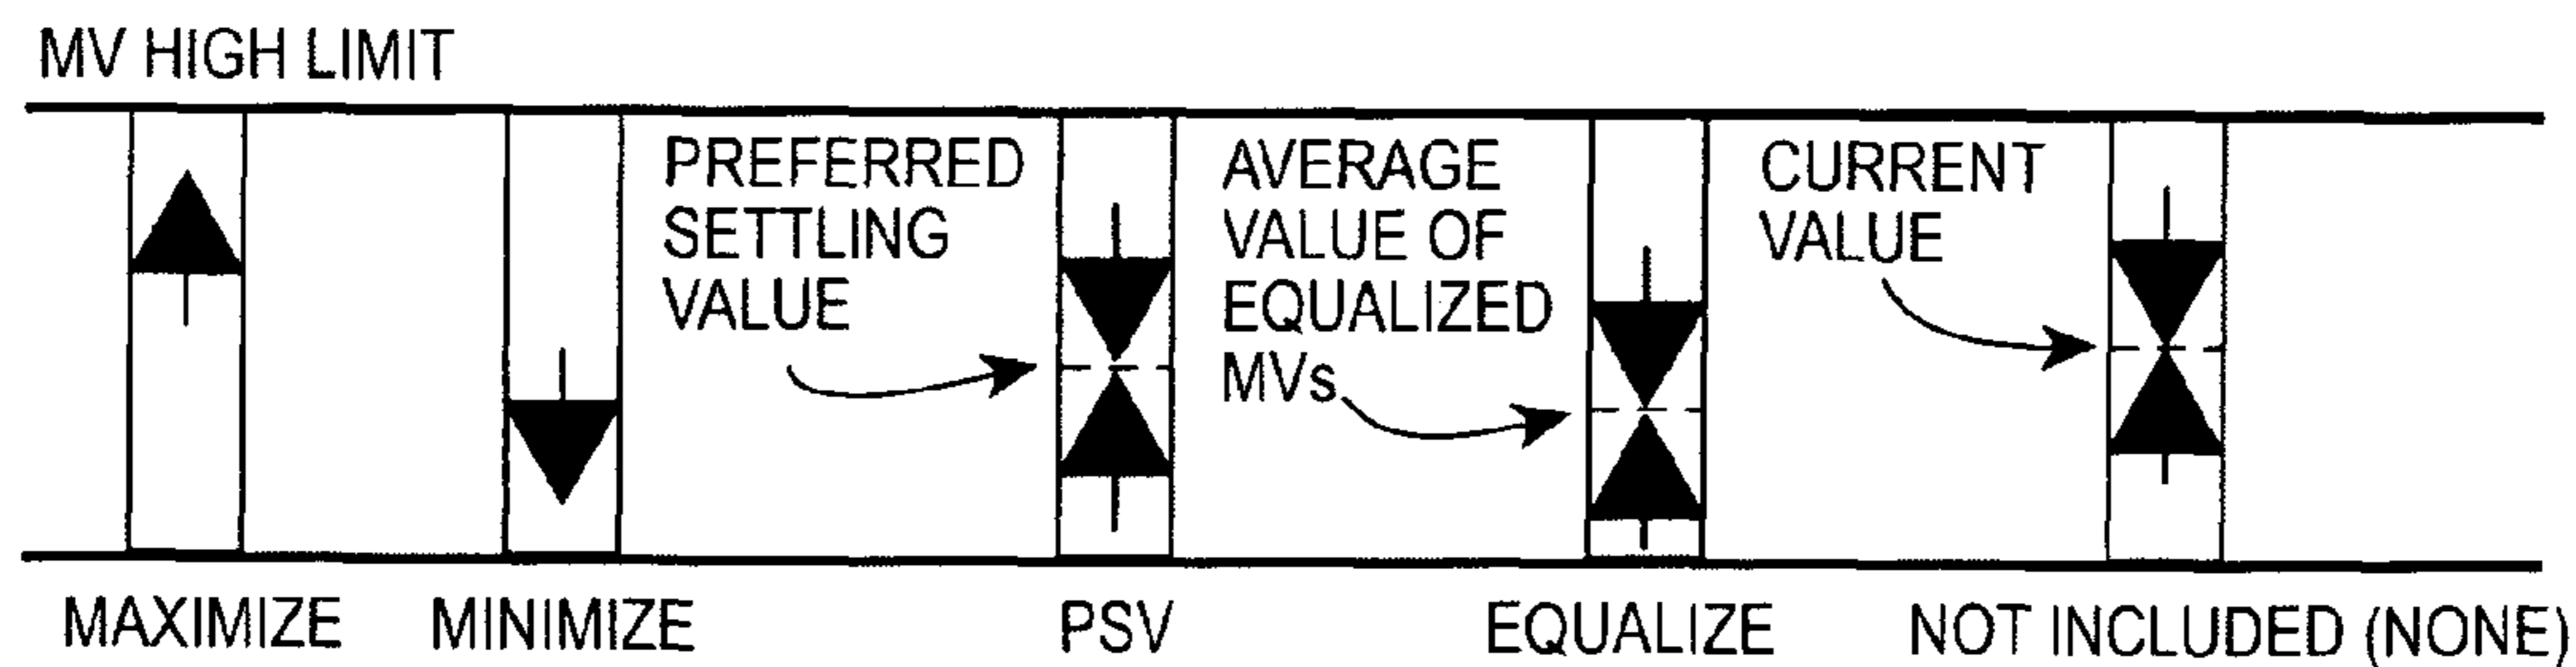 MV HIGH LIMIT
PREFERRED
SETTLING
VALUE
AVERAGE
VALUE OF
EQUALIZED
MVs
CURRENT
VALUE
MAXIMIZE
MINIMIZE
PSV
EQUALIZE
NOT INCLUDED (NONE)